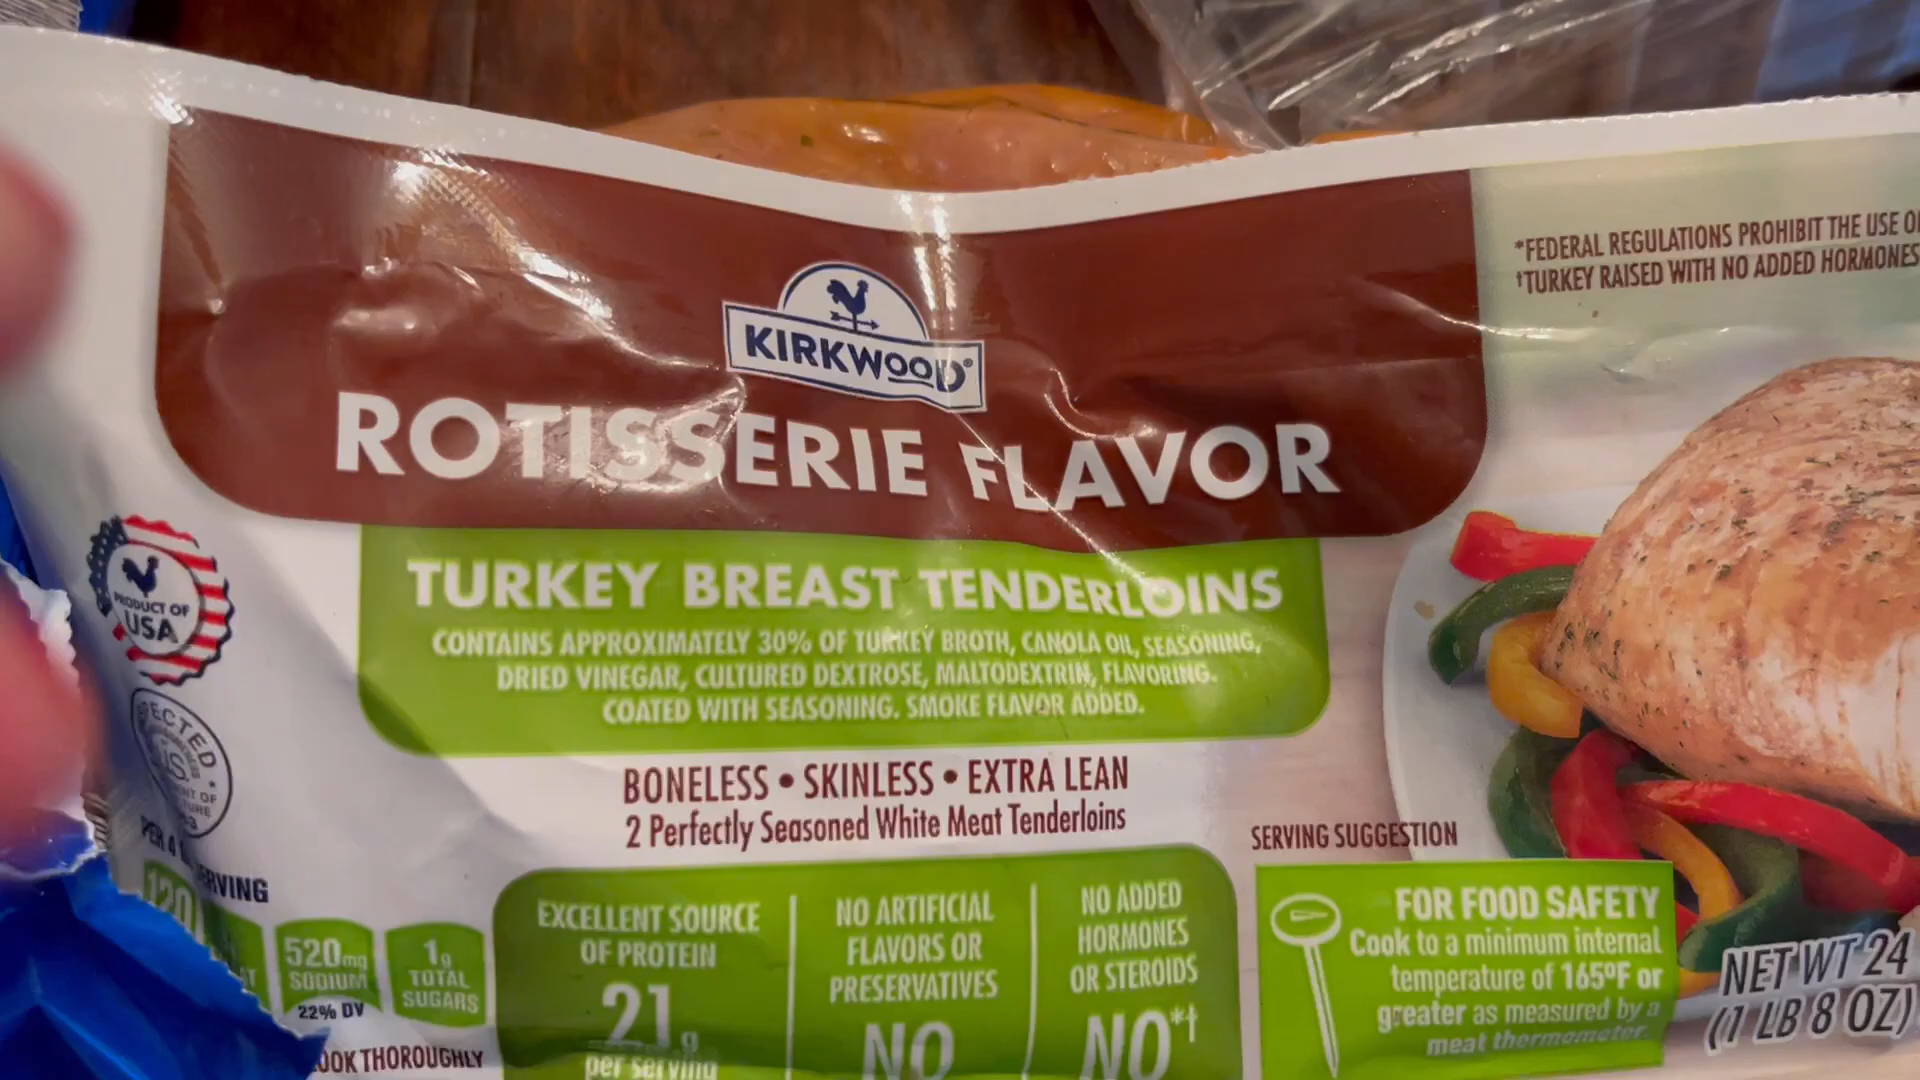 *FEDERAL REGULATIONS PROHIBIT THE USE
†TURKEY RAISED WITH NO ADDED HORMONES
KIRKWOOD®
ROTISSERIE FLAVOR
PRODUCT OF
USA
TURKEY BREAST TENDERLOINS
CONTAINS APPROXIMATELY 30% OF TURKEY BROTH, CANOLA OIL, SEASONING,
DRIED VINEGAR, CULTURED DEXTROSE, MALTODEXTRIN, FLAVORING.
COATED WITH SEASONING. SMOKE FLAVOR ADDED.
BONELESS • SKINLESS • EXTRA LEAN
2 Perfectly Seasoned White Meat Tenderloins
SERVING SUGGESTION
PER 4
120
520mg
SODIUM
22% DV
1g
TOTAL
SUGARS
EXCELLENT SOURCE
OF PROTEIN
21g
per serving
NO ARTIFICIAL
FLAVORS OR
PRESERVATIVES
NO
NO ADDED
HORMONES
OR STEROIDS
NO*†
FOR FOOD SAFETY
Cook to a minimum internal
temperature of 165ºF or
greater as measured by a
meat thermometer.
NET WT 24
(1 LB 8 OZ)
THOROUGHLY